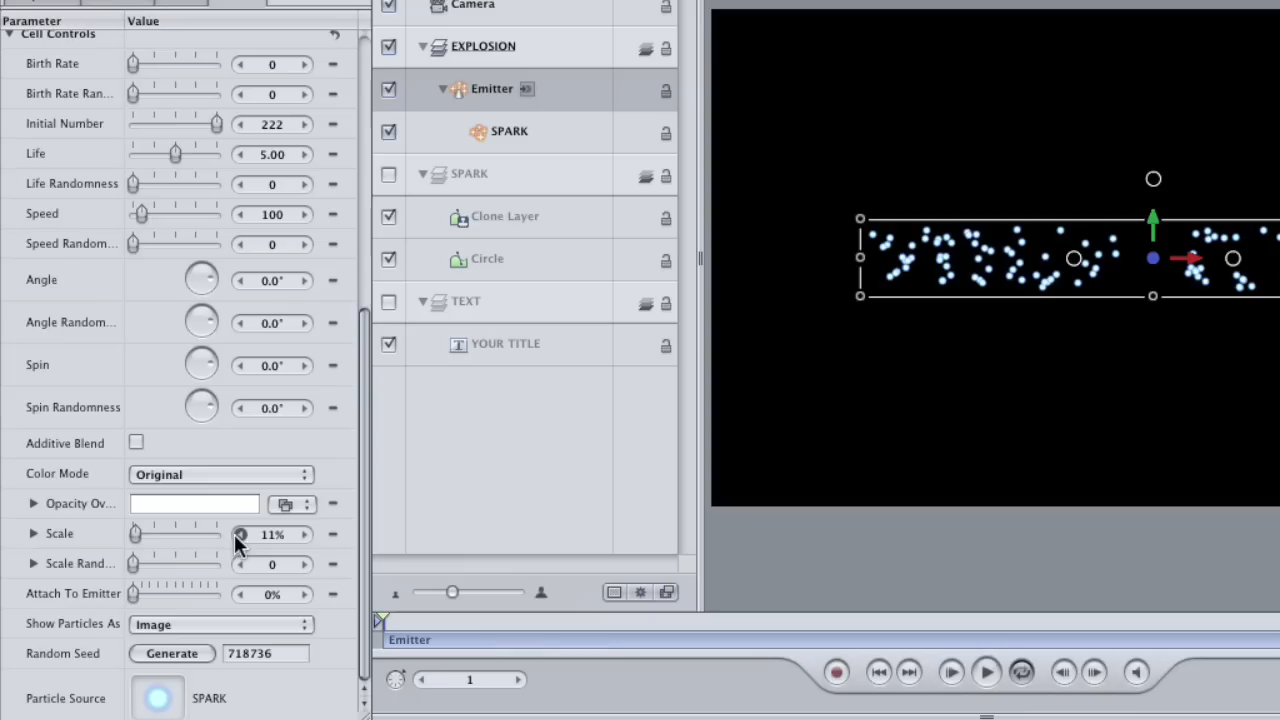 Parameter Value
Cell Controls
Birth Rate 0
Birth Rate Ran... 0
Initial Number 222
Life 5.00
Life Randomness 0
Speed 100
Speed Random... 0
Angle 0.0°
Angle Random... 0.0°
Spin 0.0°
Spin Randomness 0.0°
Additive Blend
Color Mode Original
Opacity Ov...
Scale 11%
Scale Rand... 0
Attach To Emitter 0%
Show Particles As Image
Random Seed Generate 718736
Particle Source SPARK
Camera
EXPLOSION
Emitter
SPARK
SPARK
Clone Layer
Circle
TEXT
T YOUR TITLE
Emitter
1